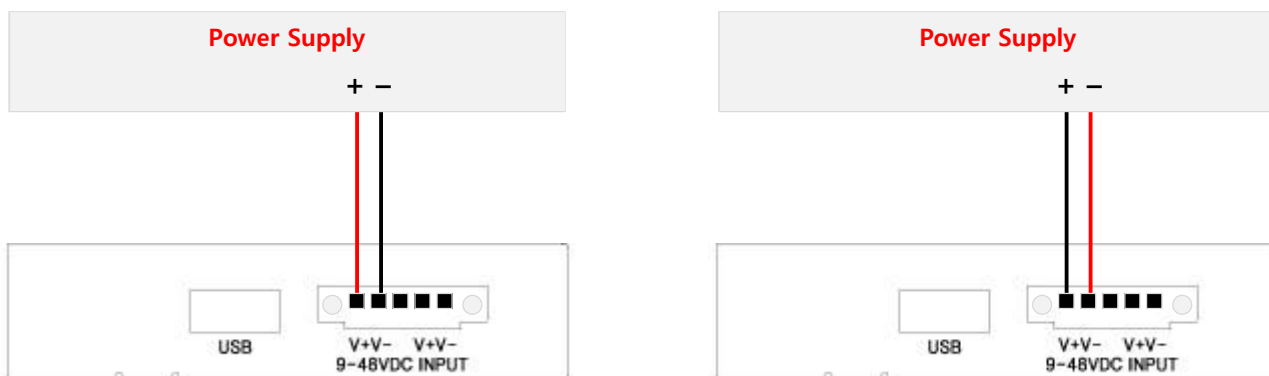 Power Supply
+ −
USB
V+V− V+V−
9-48VDC INPUT
Power Supply
+ −
USB
V+V− V+V−
9-48VDC INPUT